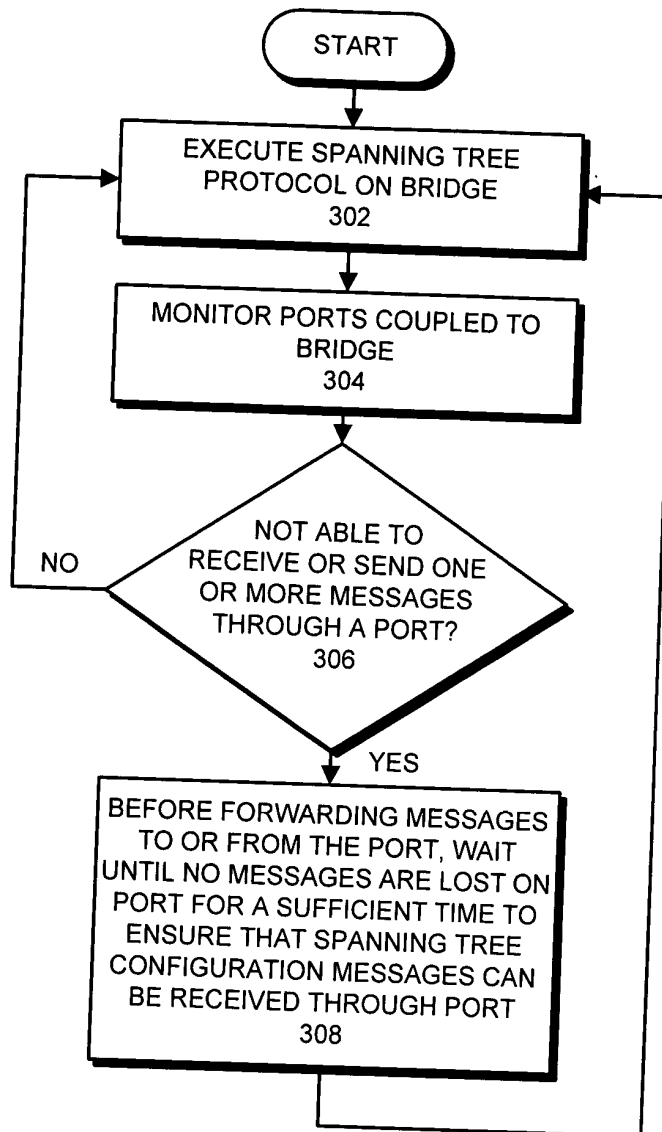 START
EXECUTE SPANNING TREE
PROTOCOL ON BRIDGE
302
MONITOR PORTS COUPLED TO
BRIDGE
304
NOT ABLE TO
RECEIVE OR SEND ONE
OR MORE MESSAGES
THROUGH A PORT?
306
NO
YES
BEFORE FORWARDING MESSAGES
TO OR FROM THE PORT, WAIT
UNTIL NO MESSAGES ARE LOST ON
PORT FOR A SUFFICIENT TIME TO
ENSURE THAT SPANNING TREE
CONFIGURATION MESSAGES CAN
BE RECEIVED THROUGH PORT
308